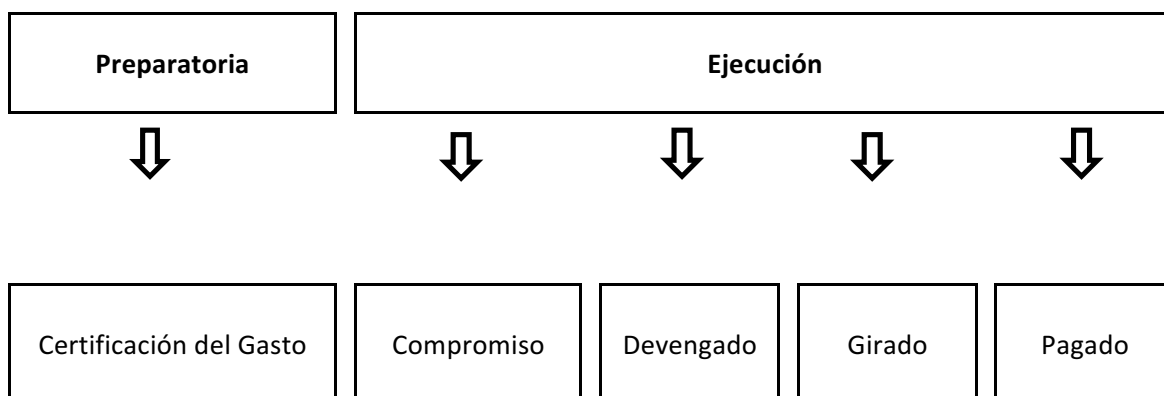 Preparatoria
Ejecución
Certificación del Gasto
Compromiso
Devengado
Girado
Pagado